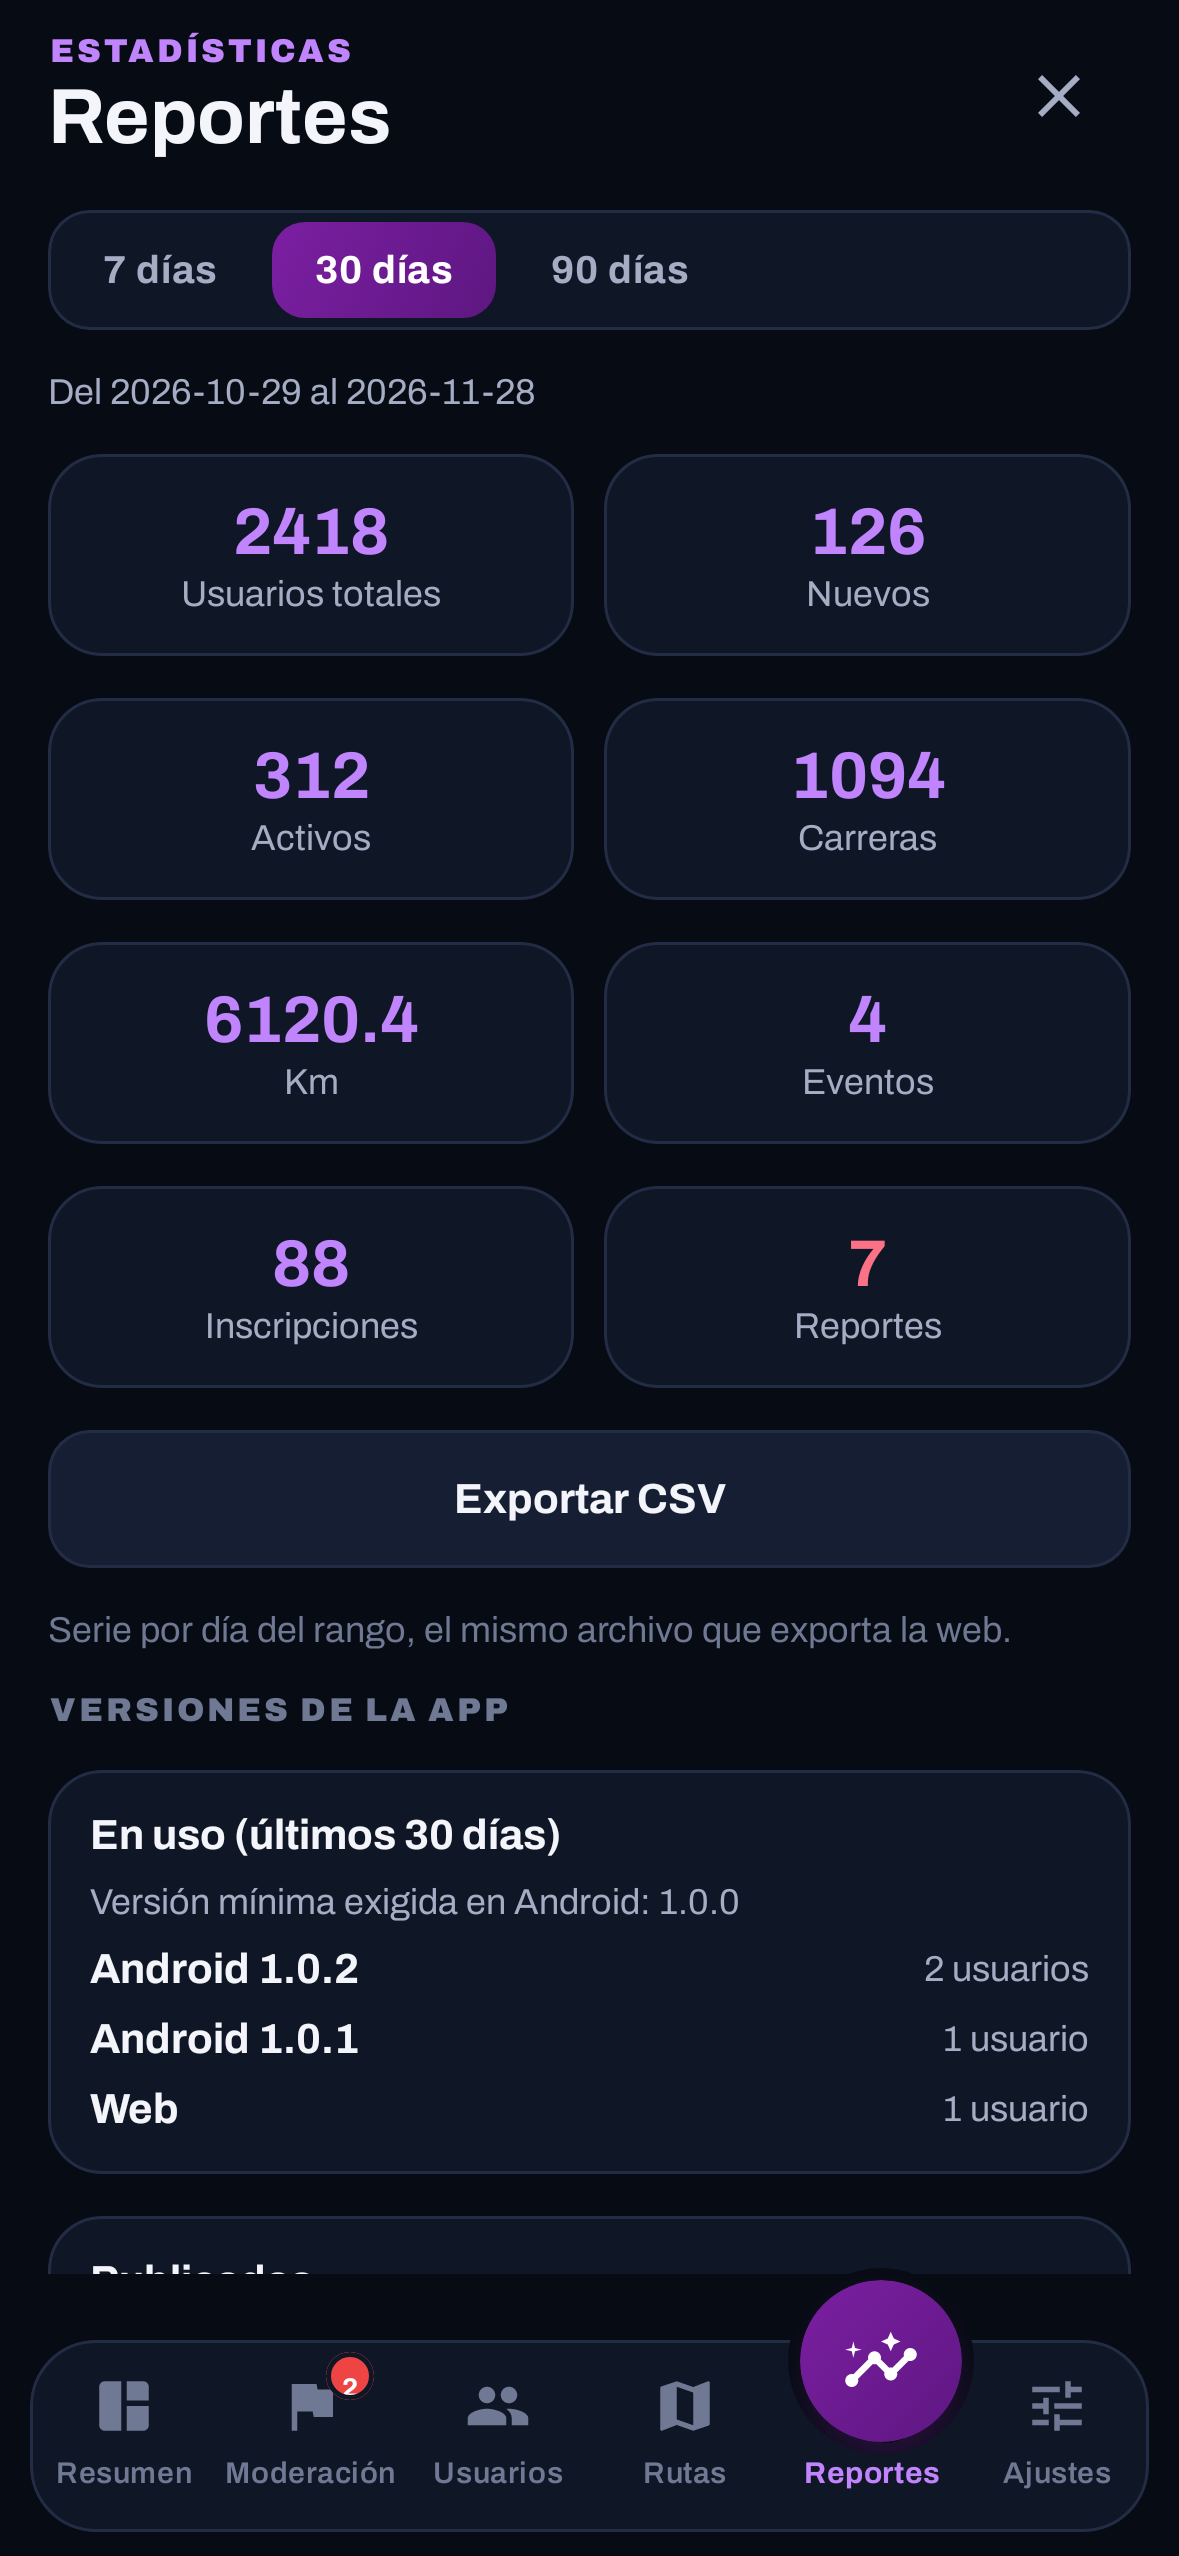 ESTADÍSTICAS
Reportes
7 días
30 días
90 días
Del 2026-10-29 al 2026-11-28
2418
Usuarios totales
126
Nuevos
312
Activos
1094
Carreras
6120.4
Km
4
Eventos
88
Inscripciones
7
Reportes
Exportar CSV
Serie por día del rango, el mismo archivo que exporta la web.
VERSIONES DE LA APP
En uso (últimos 30 días)
Versión mínima exigida en Android: 1.0.0
Android 1.0.2
2 usuarios
Android 1.0.1
1 usuario
Web
1 usuario
2
Resumen
Moderación
Usuarios
Rutas
Reportes
Ajustes